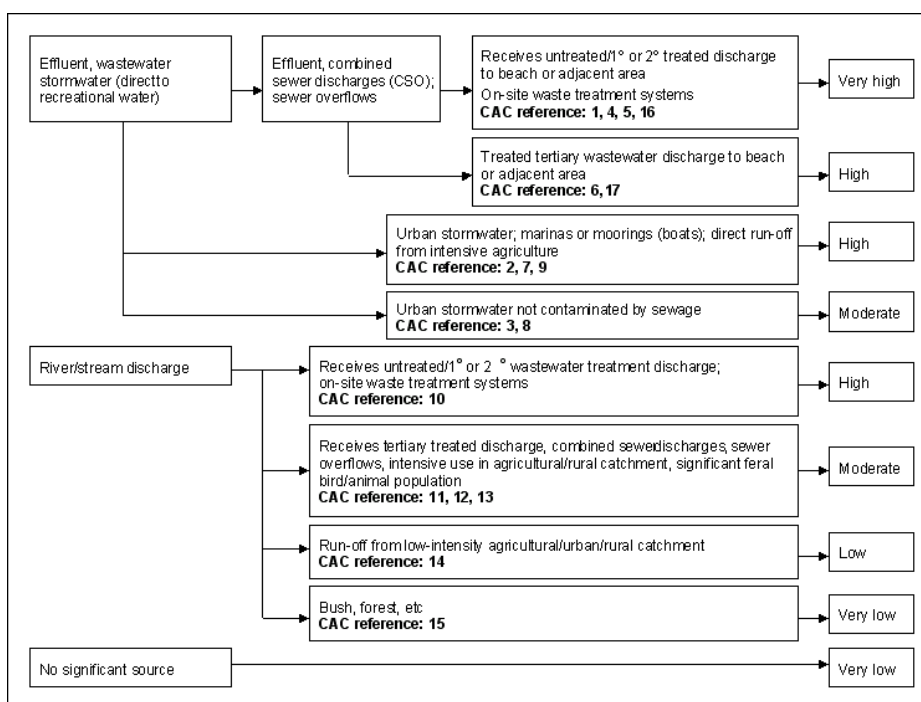 Effluent, wastewater
stormwater (directto
recreational water)
Effluent, combined
sewer discharges (CSO);
sewer overflows
Receives untreated/1° or 2° treated discharge
to beach or adjacent area
On-site waste treatment systems
CAC reference: 1, 4, 5, 16
Very high
Treated tertiary wastewater discharge to beach
or adjacent area
CAC reference: 6, 17
High
Urban stormwater; marinas or moorings (boats); direct run-off
from intensive agriculture
CAC reference: 2, 7, 9
High
Urban stormwater not contaminated by sewage
CAC reference: 3, 8
Moderate
River/stream discharge
Receives untreated/1° or 2 ° wastewater treatment discharge;
on-site waste treatment systems
CAC reference: 10
High
Receives tertiary treated discharge, combined sewerdischarges, sewer
overflows, intensive use in agricultural/rural catchment, significant feral
bird/animal population
CAC reference: 11, 12, 13
Moderate
Run-off from low-intensity agricultural/urban/rural catchment
CAC reference: 14
Low
Bush, forest, etc
CAC reference: 15
Very low
No significant source
Very low